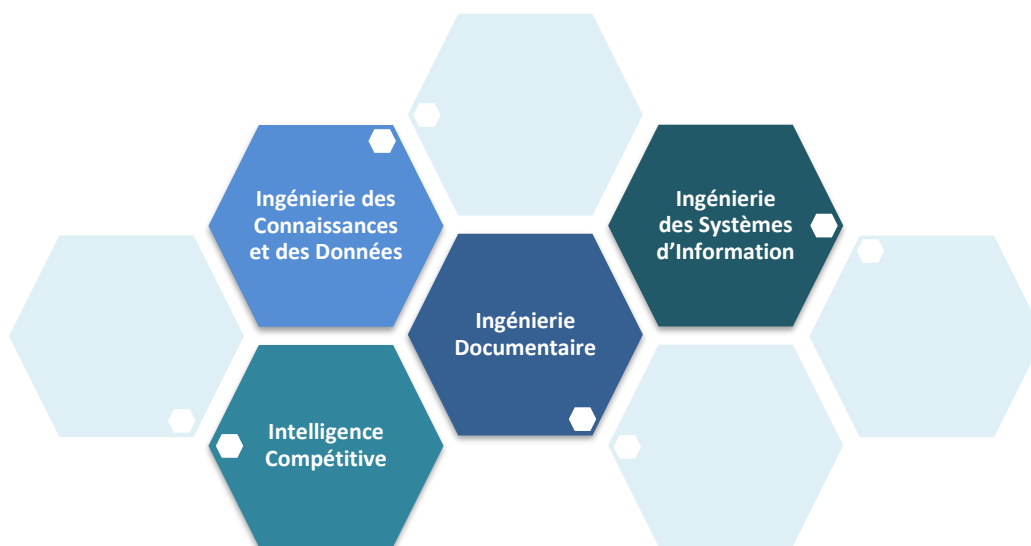 Ingénierie des
Connaissances
et des Données
Ingénierie
des Systèmes
d’Information
Ingénierie
Documentaire
Intelligence
Compétitive